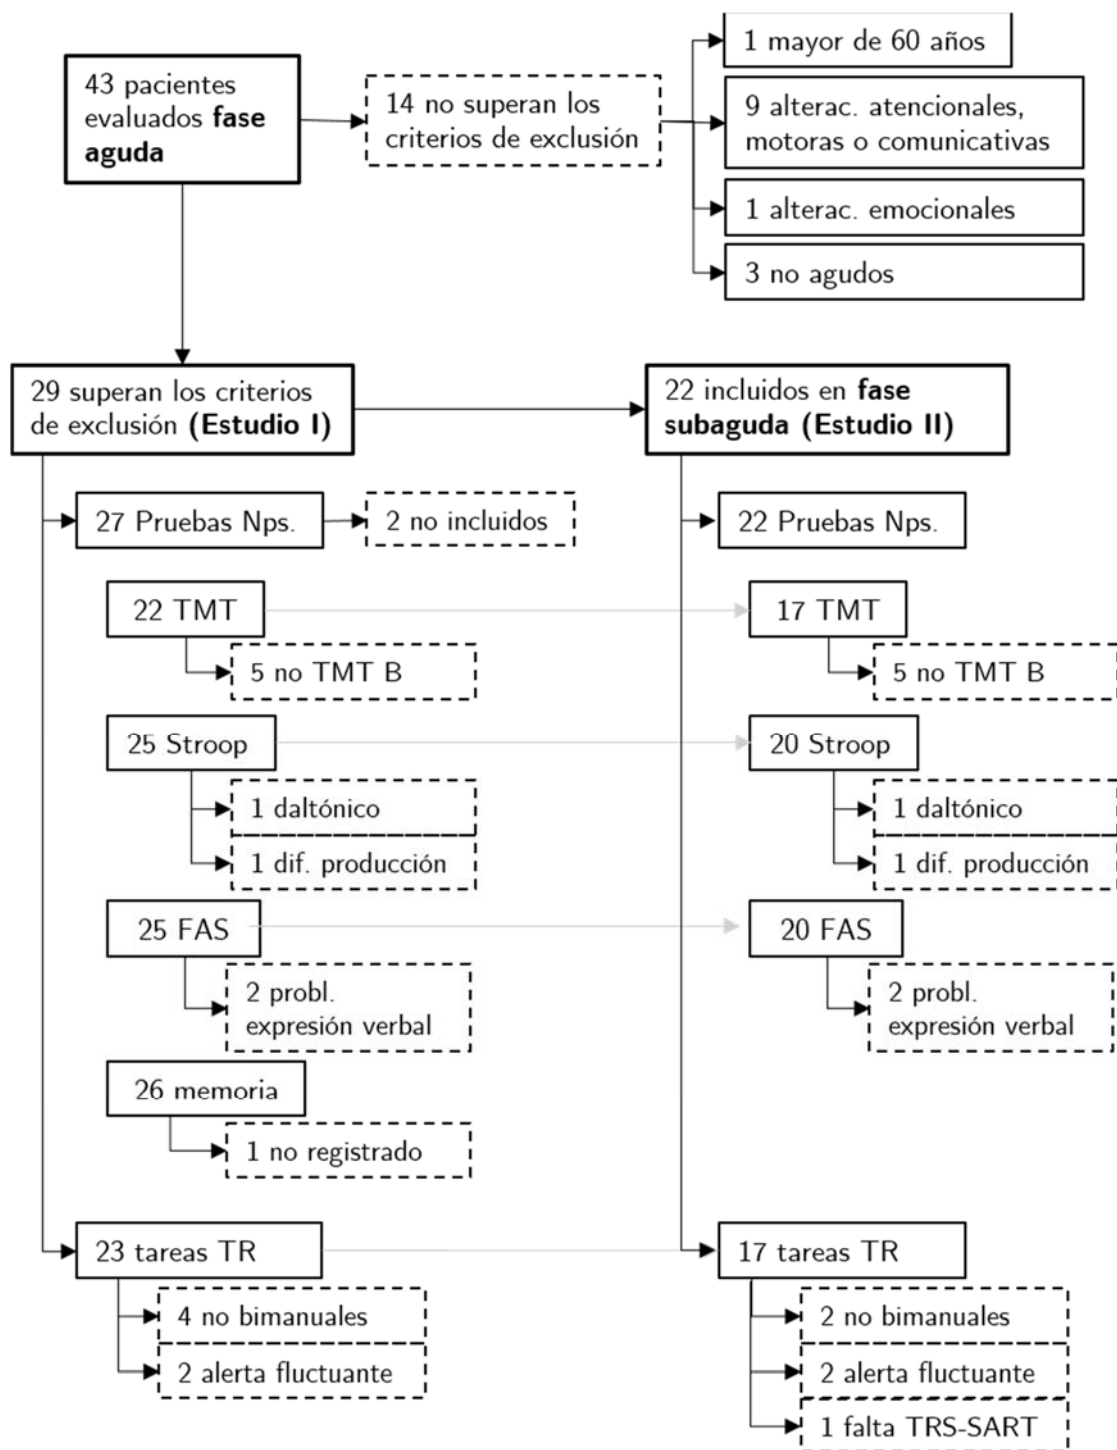 43 pacientes
evaluados fase
aguda
14 no superan los
criterios de exclusión
1 mayor de 60 años
9 alterac. atencionales,
motoras o comunicativas
1 alterac. emocionales
3 no agudos
29 superan los criterios
de exclusión (Estudio I)
22 incluidos en fase
subaguda (Estudio II)
27 Pruebas Nps.
2 no incluidos
22 Pruebas Nps.
22 TMT
17 TMT
5 no TMT B
5 no TMT B
25 Stroop
20 Stroop
1 daltónico
1 daltónico
1 dif. producción
1 dif. producción
25 FAS
20 FAS
2 probl.
expresión verbal
2 probl.
expresión verbal
26 memoria
1 no registrado
23 tareas TR
17 tareas TR
4 no bimanuales
2 no bimanuales
2 alerta fluctuante
2 alerta fluctuante
1 falta TRS-SART